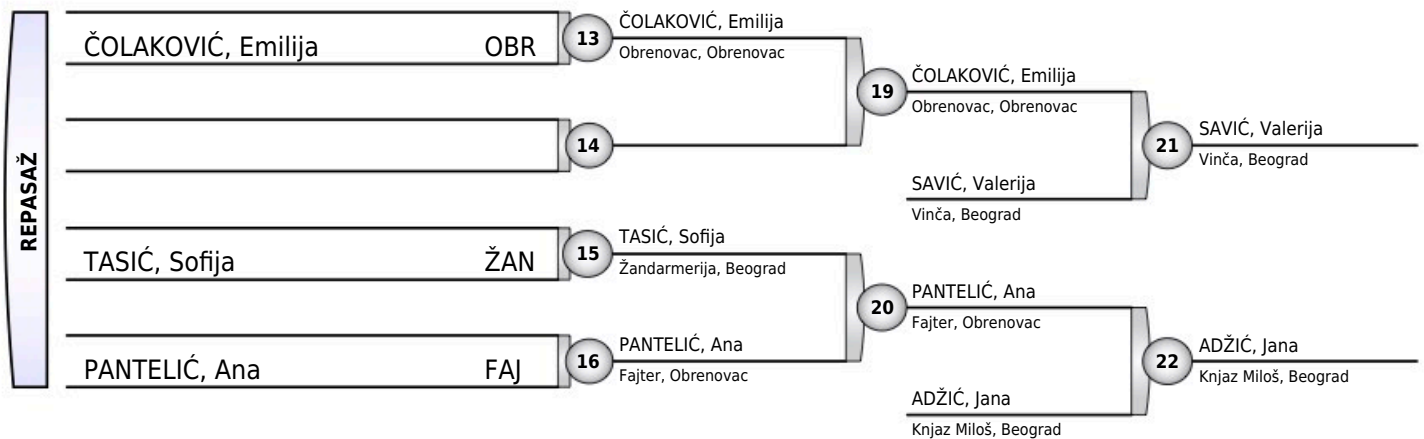 REPASAŽ
ČOLAKOVIĆ, Emilija OBR
13
ČOLAKOVIĆ, Emilija
Obrenovac, Obrenovac
14
19
ČOLAKOVIĆ, Emilija
Obrenovac, Obrenovac
SAVIĆ, Valerija
Vinča, Beograd
21
SAVIĆ, Valerija
Vinča, Beograd
TASIĆ, Sofija ŽAN
15
TASIĆ, Sofija
Žandarmerija, Beograd
PANTELIĆ, Ana FAJ
16
PANTELIĆ, Ana
Fajter, Obrenovac
20
PANTELIĆ, Ana
Fajter, Obrenovac
ADŽIĆ, Jana
Knjaz Miloš, Beograd
22
ADŽIĆ, Jana
Knjaz Miloš, Beograd